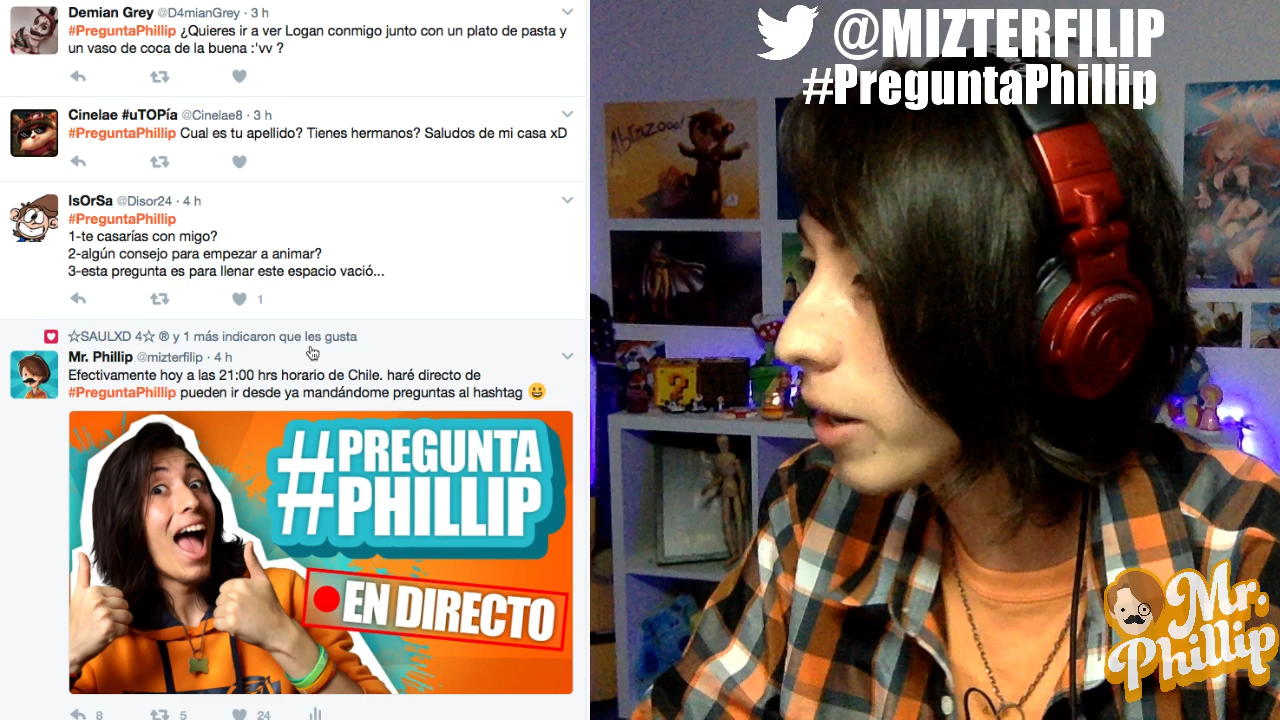 Demian Grey @D4mianGrey · 3 h
#PreguntaPhillip ¿Quieres ir a ver Logan conmigo junto con un plato de pasta y
un vaso de coca de la buena :'vv ?
Cinelae #uTOPía @Cinelae8 · 3 h
#PreguntaPhillip Cual es tu apellido? Tienes hermanos? Saludos de mi casa xD
IsOrSa @Disor24 · 4 h
#PreguntaPhillip
1-te casarías con migo?
2-algún consejo para empezar a animar?
3-esta pregunta es para llenar este espacio vació...
1
☆SAULXD 4☆ ® y 1 más indicaron que les gusta
Mr. Phillip @mizterfilip · 4 h
Efectivamente hoy a las 21:00 hrs horario de Chile. haré directo de
#PreguntaPhillip pueden ir desde ya mandándome preguntas al hashtag 😀
#PREGUNTA
PHILLIP
EN DIRECTO
8 5 24
@MIZTERFILIP
#PreguntaPhillip
Mr.
Phillip